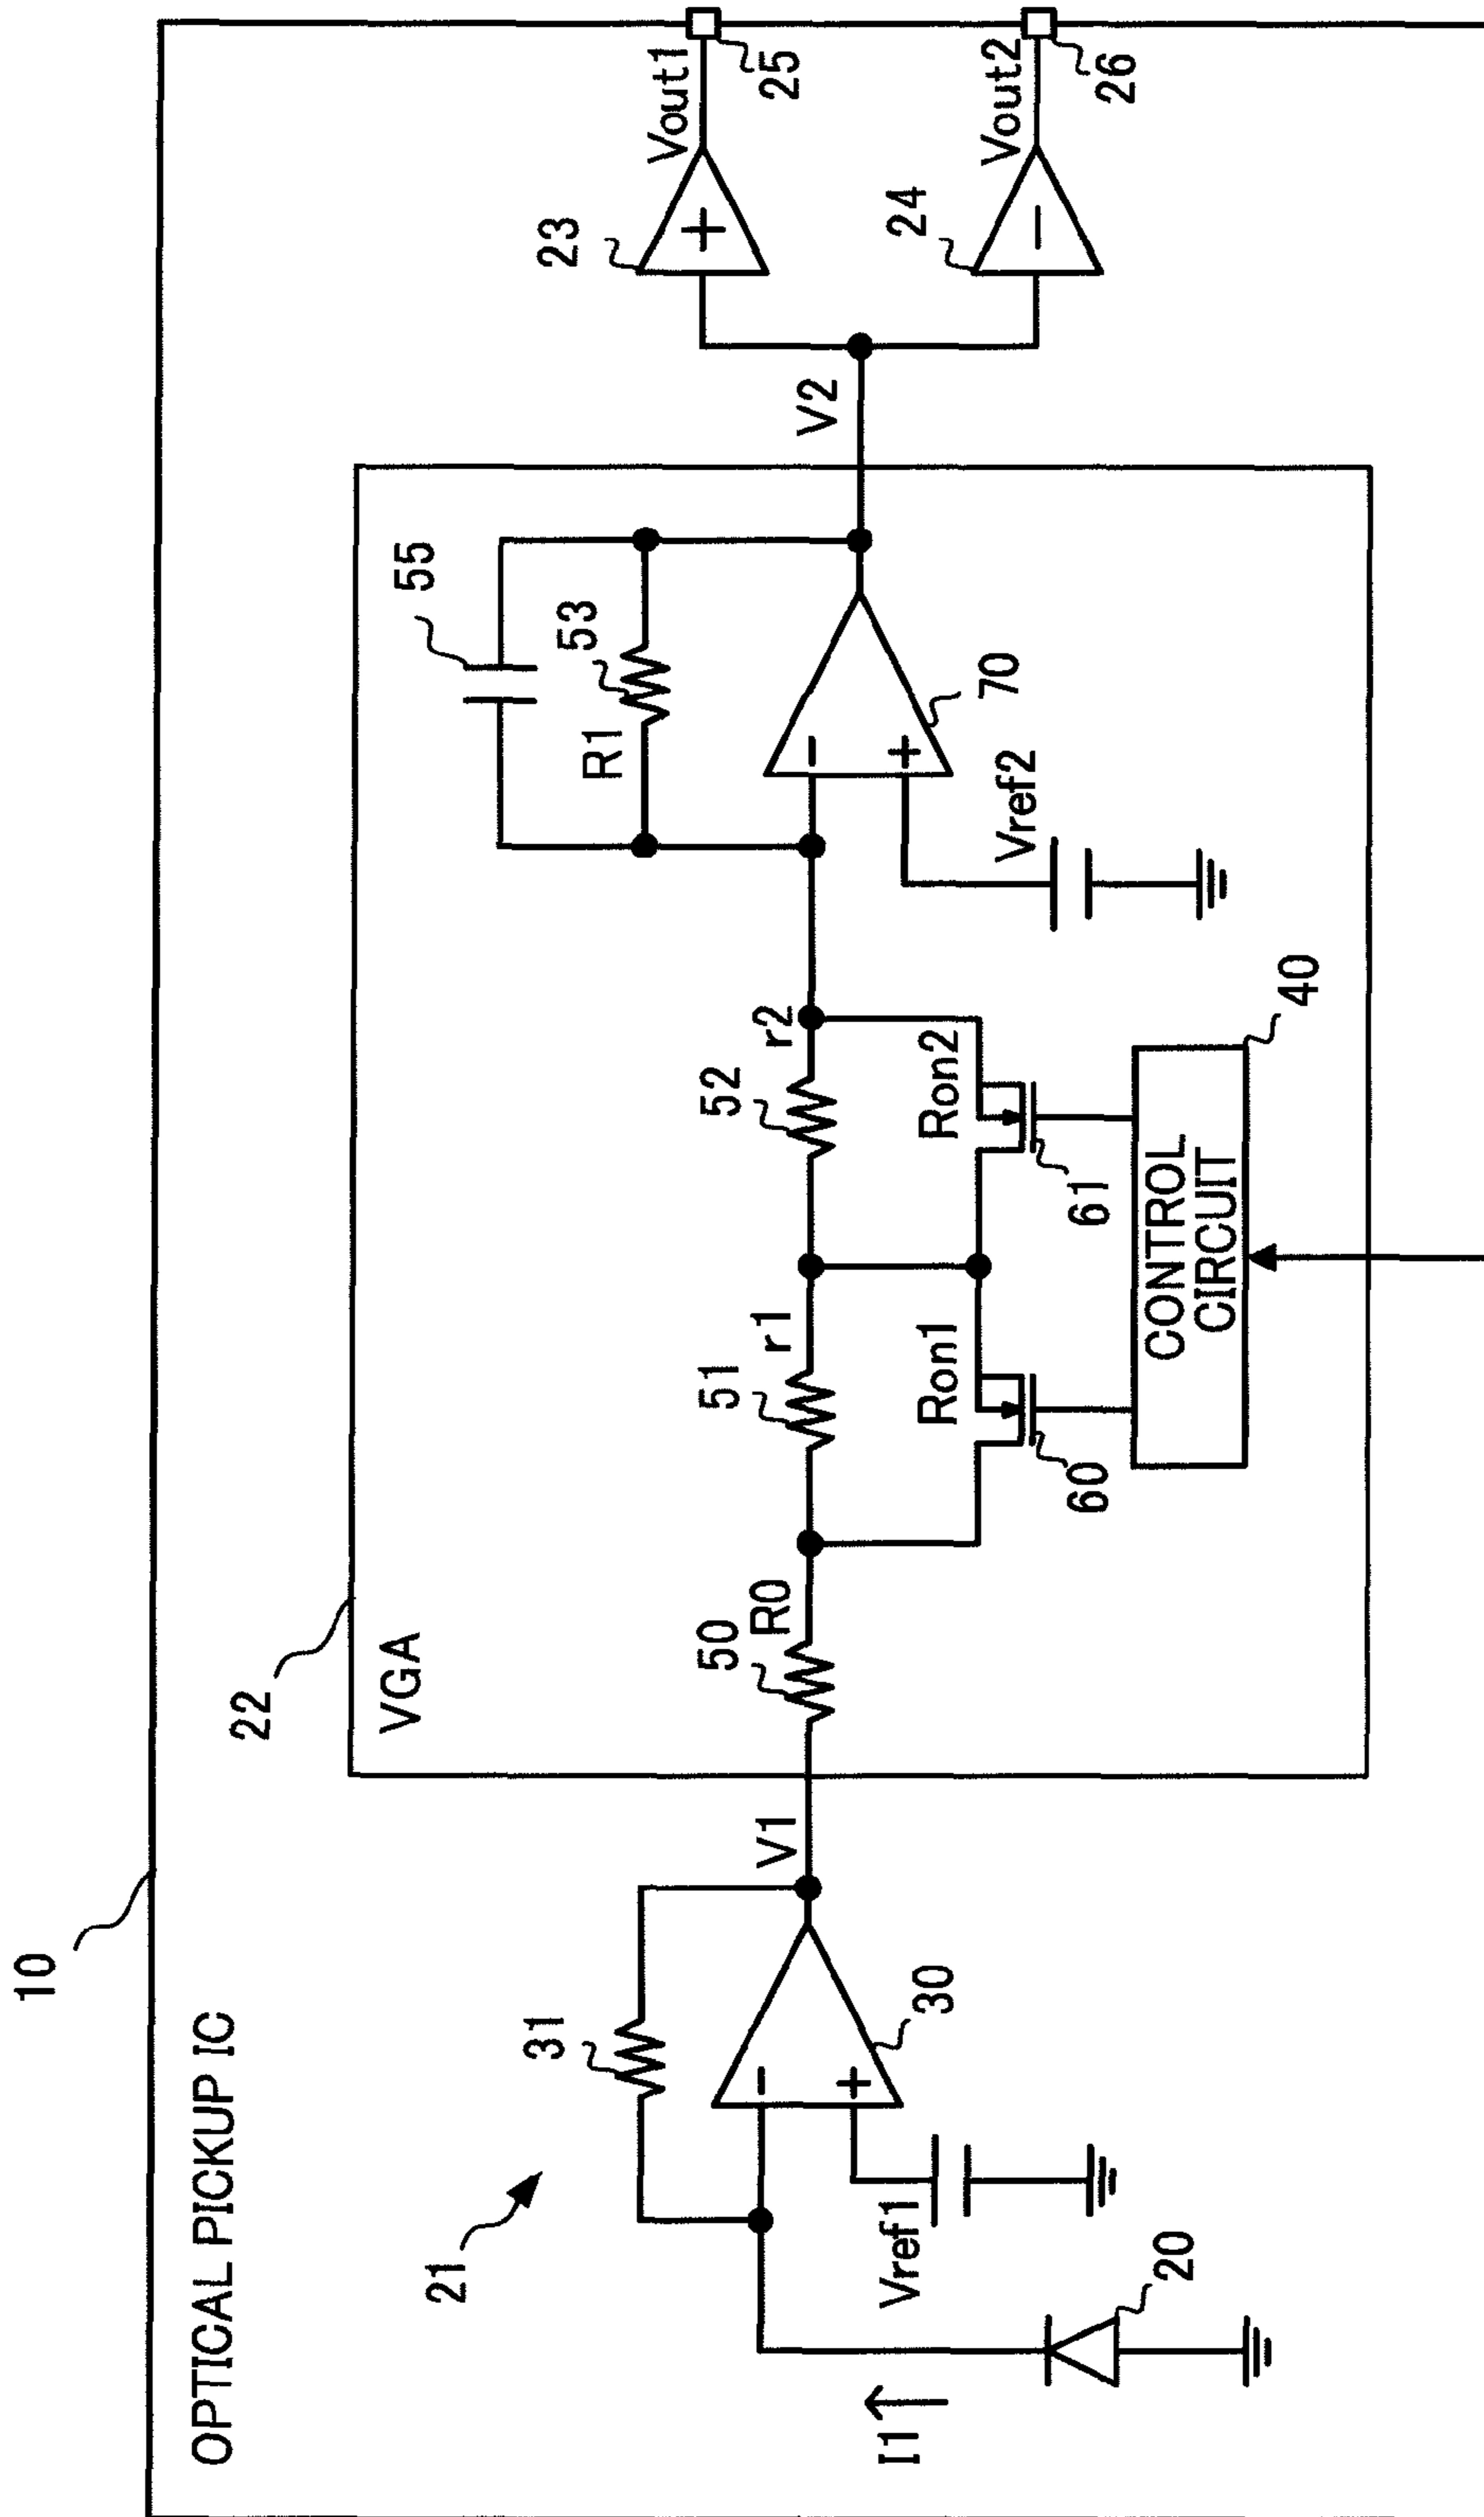 10
OPTICAL PICKUP IC
22
VGA
55
53
R1
23
Vout1
25
31
21
V1
50
R0
51
r1
52
r2
V2
24
Vout2
26
30
Vref1
I1
20
Ron1
60
Ron2
61
CONTROL
CIRCUIT
40
70
Vref2
-
+
-
+
+
-